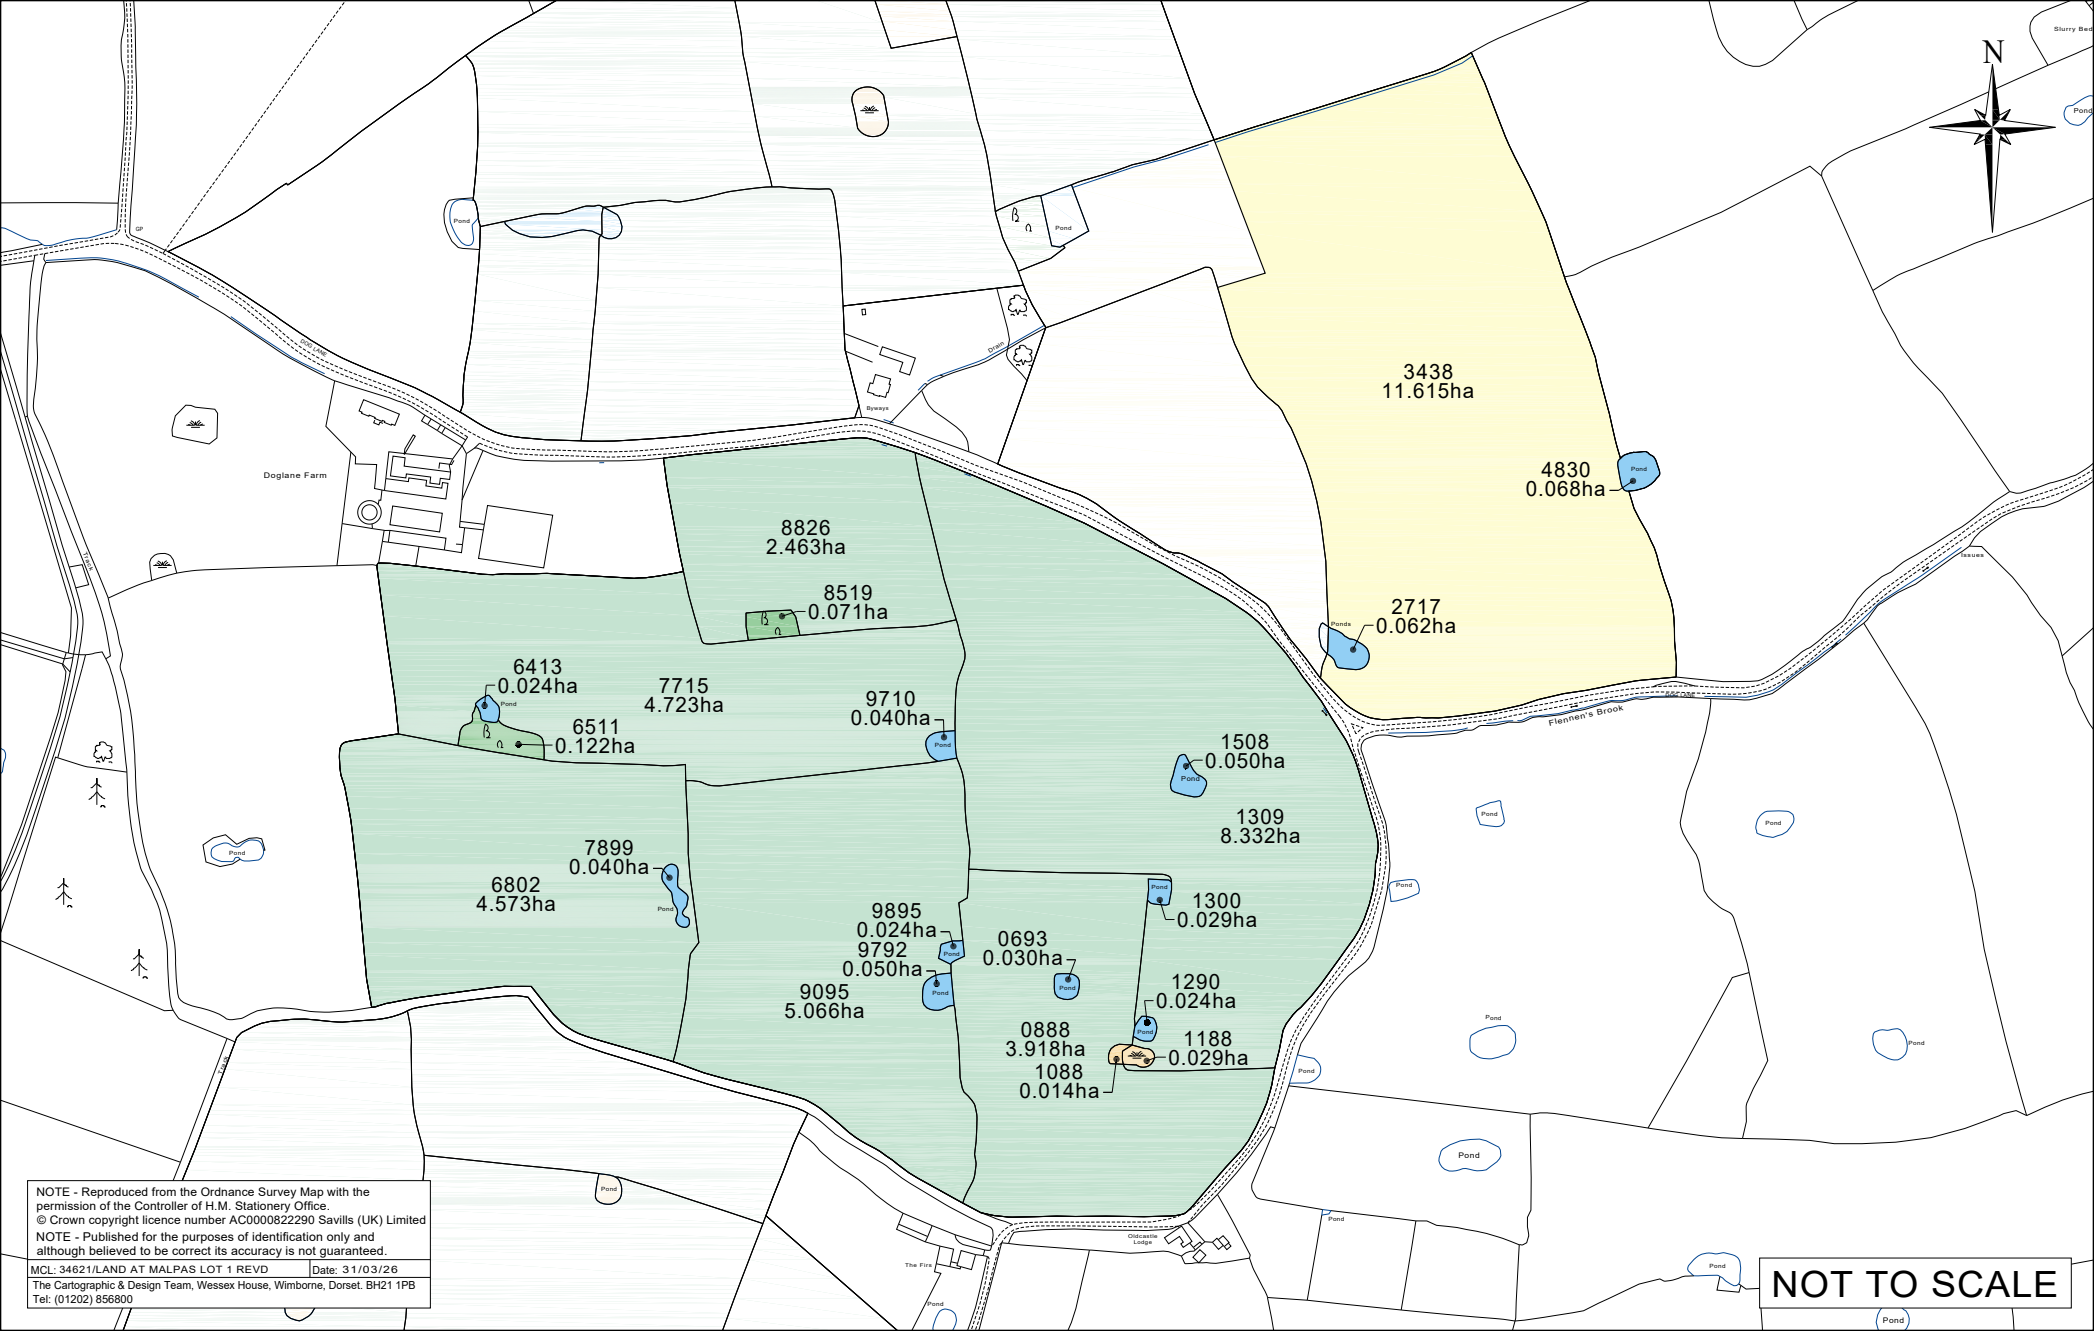 Slurry Bed
N
Pond
GP
Pond
Pond
DOG LANE
Drain
Byways
3438
11.615ha
Doglane Farm
4830
0.068ha
Pond
8826
2.463ha
Track
Issues
8519
0.071ha
2717
0.062ha
Ponds
6413
0.024ha
Pond
7715
4.723ha
9710
0.040ha
Pond
6511
0.122ha
DOG LANE
Flennen's Brook
1508
0.050ha
Pond
1309
8.332ha
Pond
Pond
7899
0.040ha
Pond
6802
4.573ha
Pond
Pond
Pond
1300
0.029ha
9895
0.024ha
Pond
9792
0.050ha
Pond
0693
0.030ha
Pond
9095
5.066ha
1290
0.024ha
Pond
0888
3.918ha
1188
0.029ha
1088
0.014ha
Pond
Pond
Pond
Track
Pond
Pond
Pond
Oldcastle
Lodge
The Firs
Pond
Pond
Pond
NOTE - Reproduced from the Ordnance Survey Map with the
permission of the Controller of H.M. Stationery Office.
© Crown copyright licence number AC0000822290 Savills (UK) Limited
NOTE - Published for the purposes of identification only and
although believed to be correct its accuracy is not guaranteed.
MCL: 34621/LAND AT MALPAS LOT 1 REVD Date: 31/03/26
The Cartographic & Design Team, Wessex House, Wimborne, Dorset. BH21 1PB
Tel: (01202) 856800
NOT TO SCALE